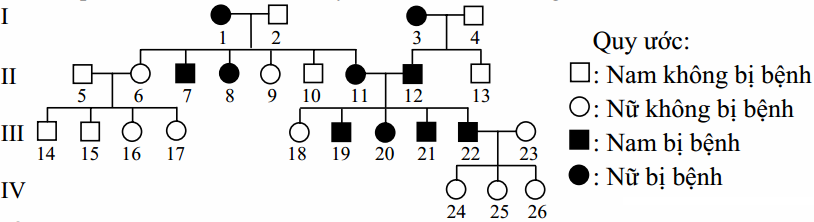 I
1 2 3 4
Quy ước:
II
5 6 7 8 9 10 11 12 13
: Nam không bị bệnh
: Nữ không bị bệnh
III
14 15 16 17 18 19 20 21 22 23
: Nam bị bệnh
: Nữ bị bệnh
IV
24 25 26